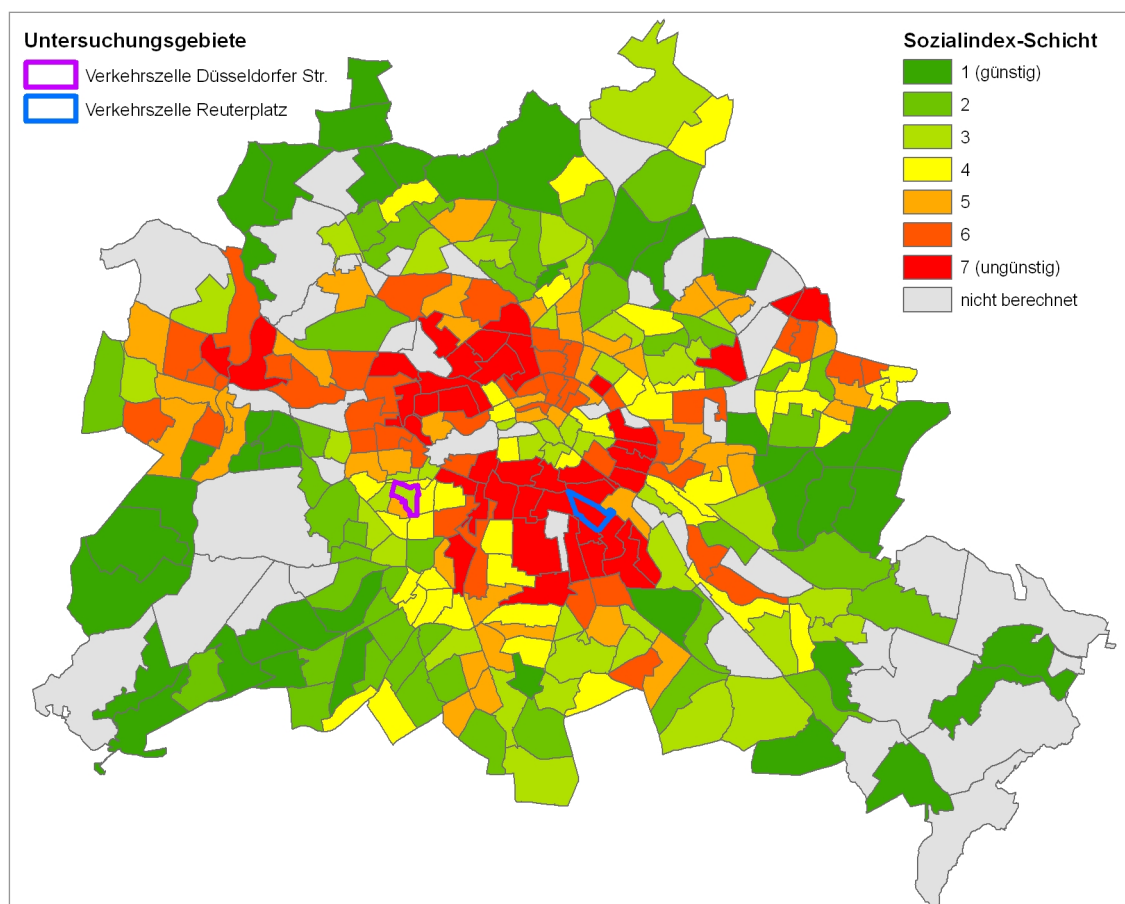 Untersuchungsgebiete
Verkehrszelle Düsseldorfer Str.
Verkehrszelle Reuterplatz
Sozialindex-Schicht
1 (günstig)
2
3
4
5
6
7 (ungünstig)
nicht berechnet